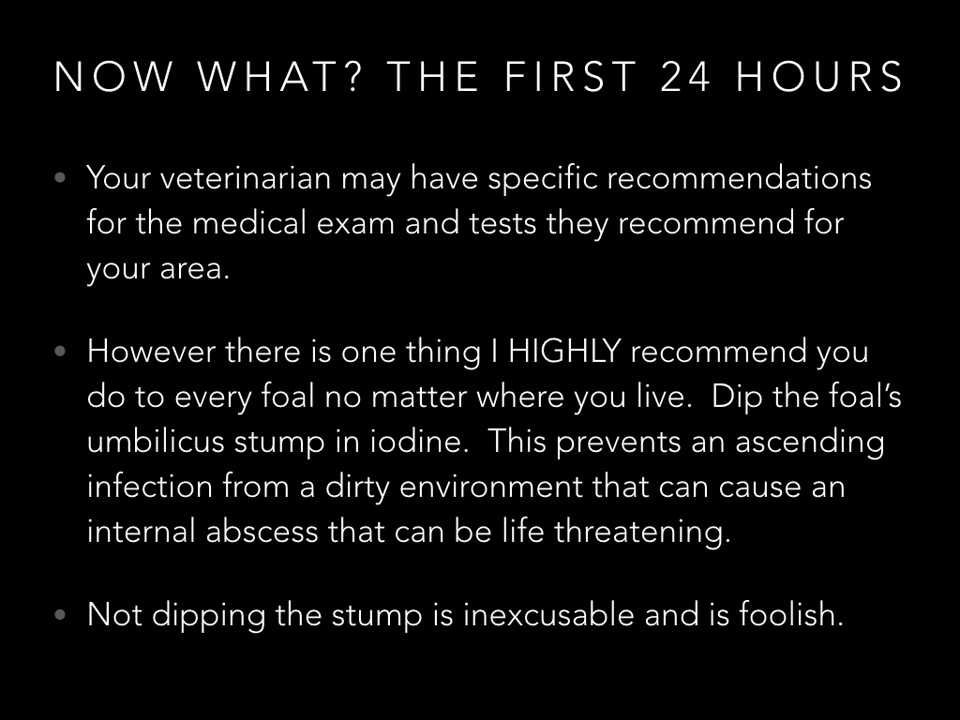 NOW WHAT? THE FIRST 24 HOURS
• Your veterinarian may have specific recommendations
for the medical exam and tests they recommend for
your area.
• However there is one thing I HIGHLY recommend you
do to every foal no matter where you live.  Dip the foal’s
umbilicus stump in iodine.  This prevents an ascending
infection from a dirty environment that can cause an
internal abscess that can be life threatening.
• Not dipping the stump is inexcusable and is foolish.